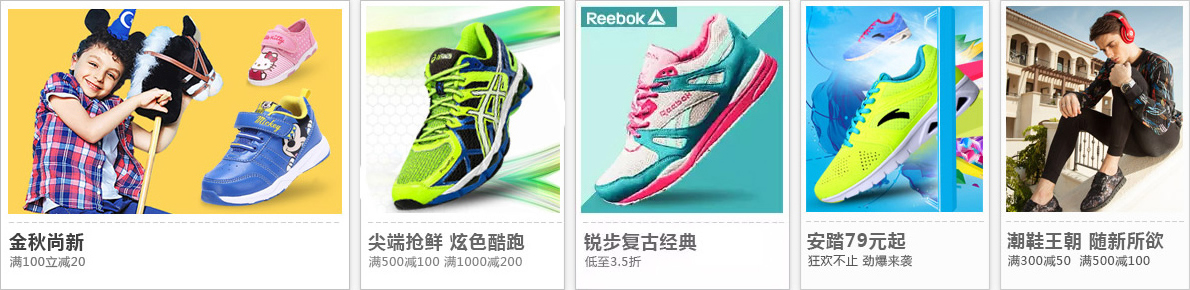 Mickey
Reebok
Reebok
金秋尚新
满100立减20
尖端抢鲜 炫色酷跑
满500减100 满1000减200
锐步复古经典
低至3.5折
安踏79元起
狂欢不止 劲爆来袭
潮鞋王朝 随新所欲
满300减50 满500减100